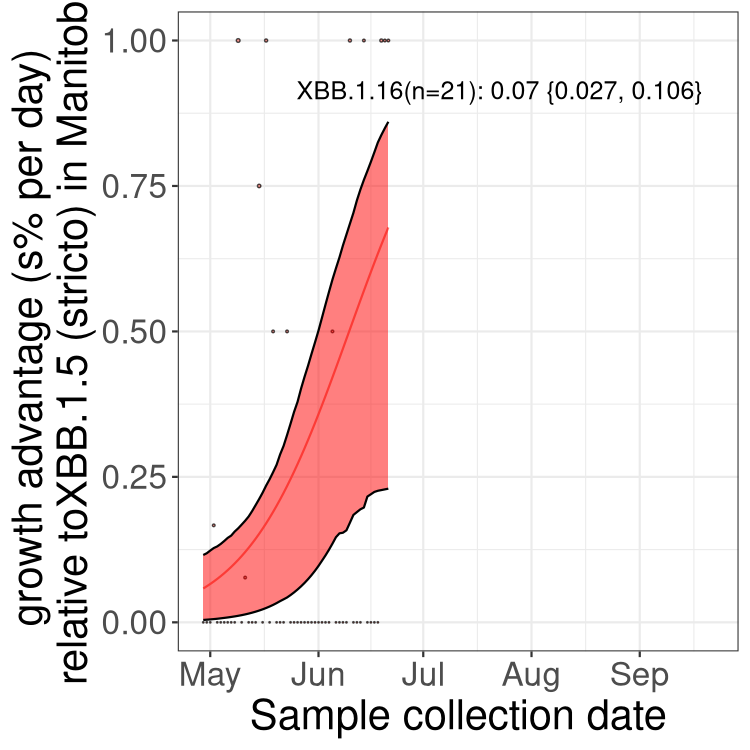 growth advantage (s% per day)
relative toXBB.1.5 (stricto) in Manitob
1.00
0.75
0.50
0.25
0.00
XBB.1.16(n=21): 0.07 {0.027, 0.106}
May Jun Jul Aug Sep
Sample collection date